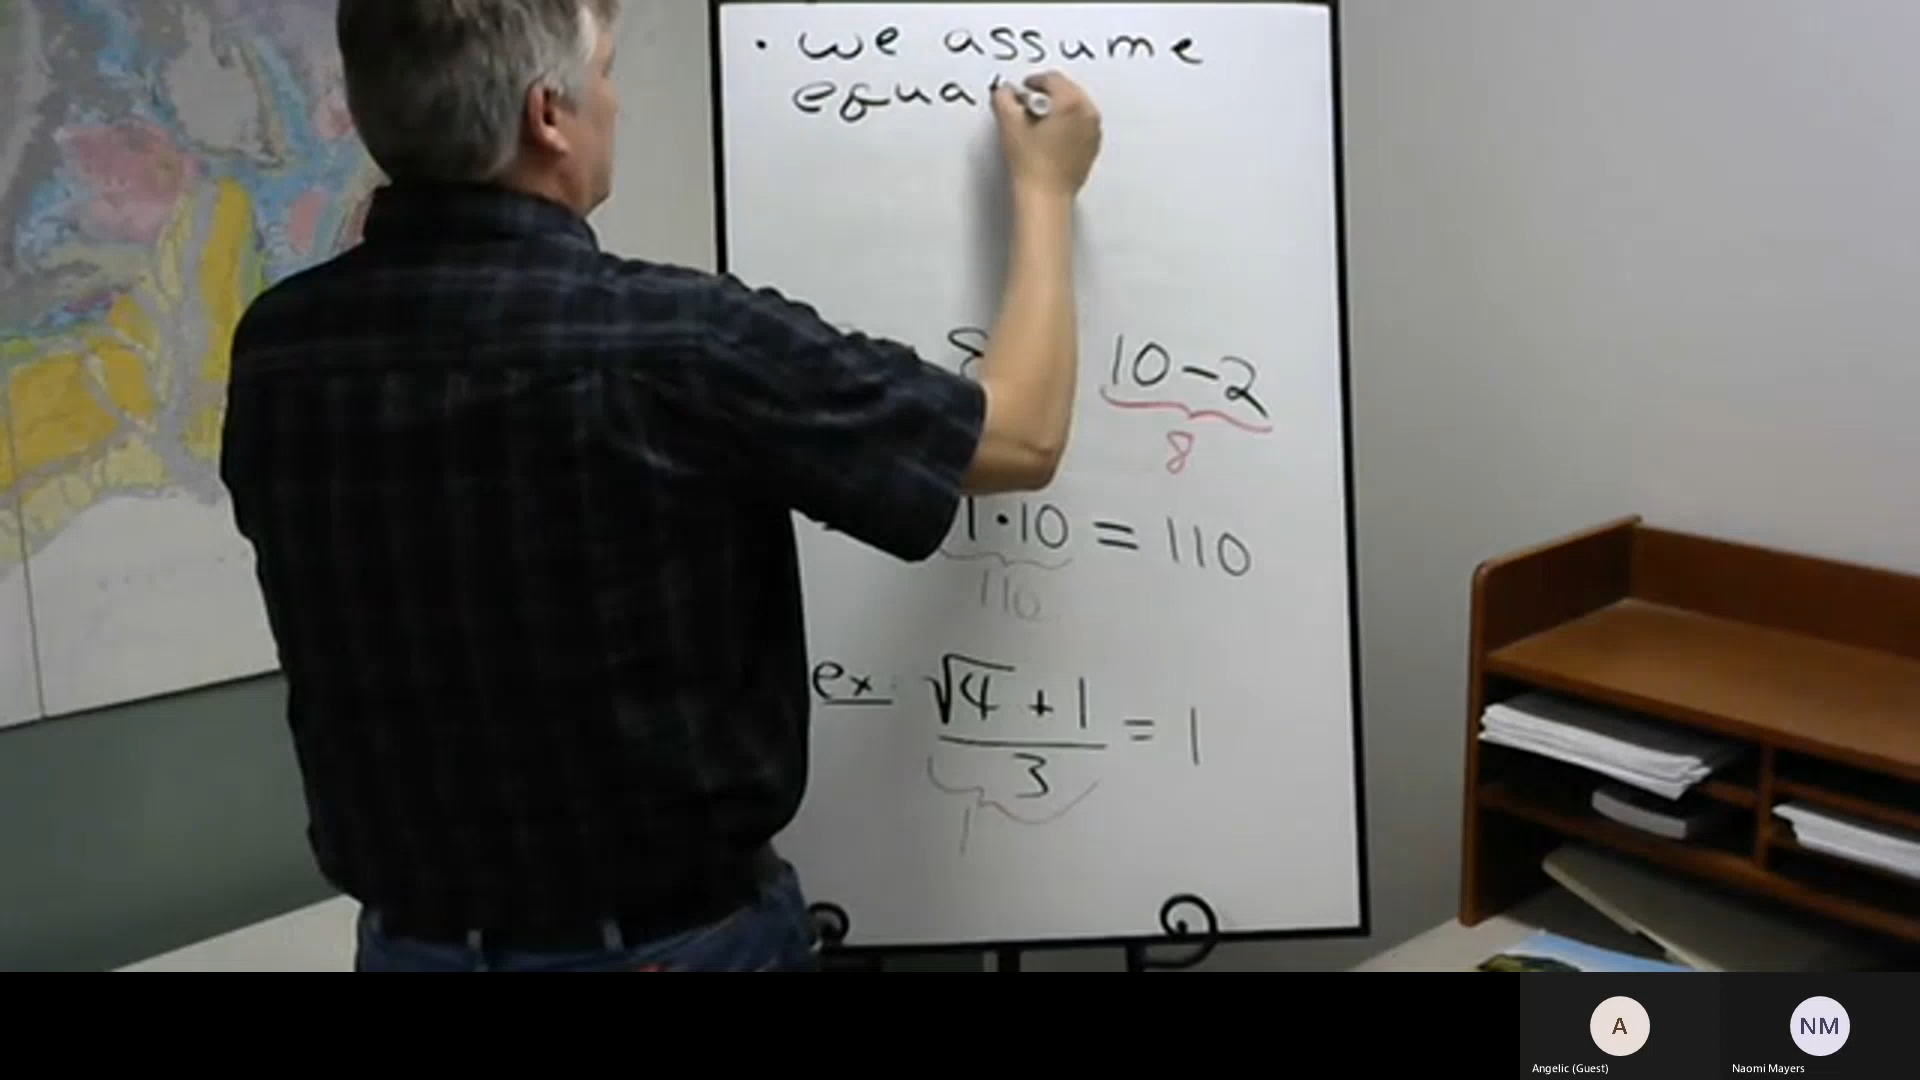 • we assume
equat
10-2
8
1•10 = 110
110
ex. √4 + 1
= 1
3
1
A
NM
Angelic (Guest)
Naomi Mayers